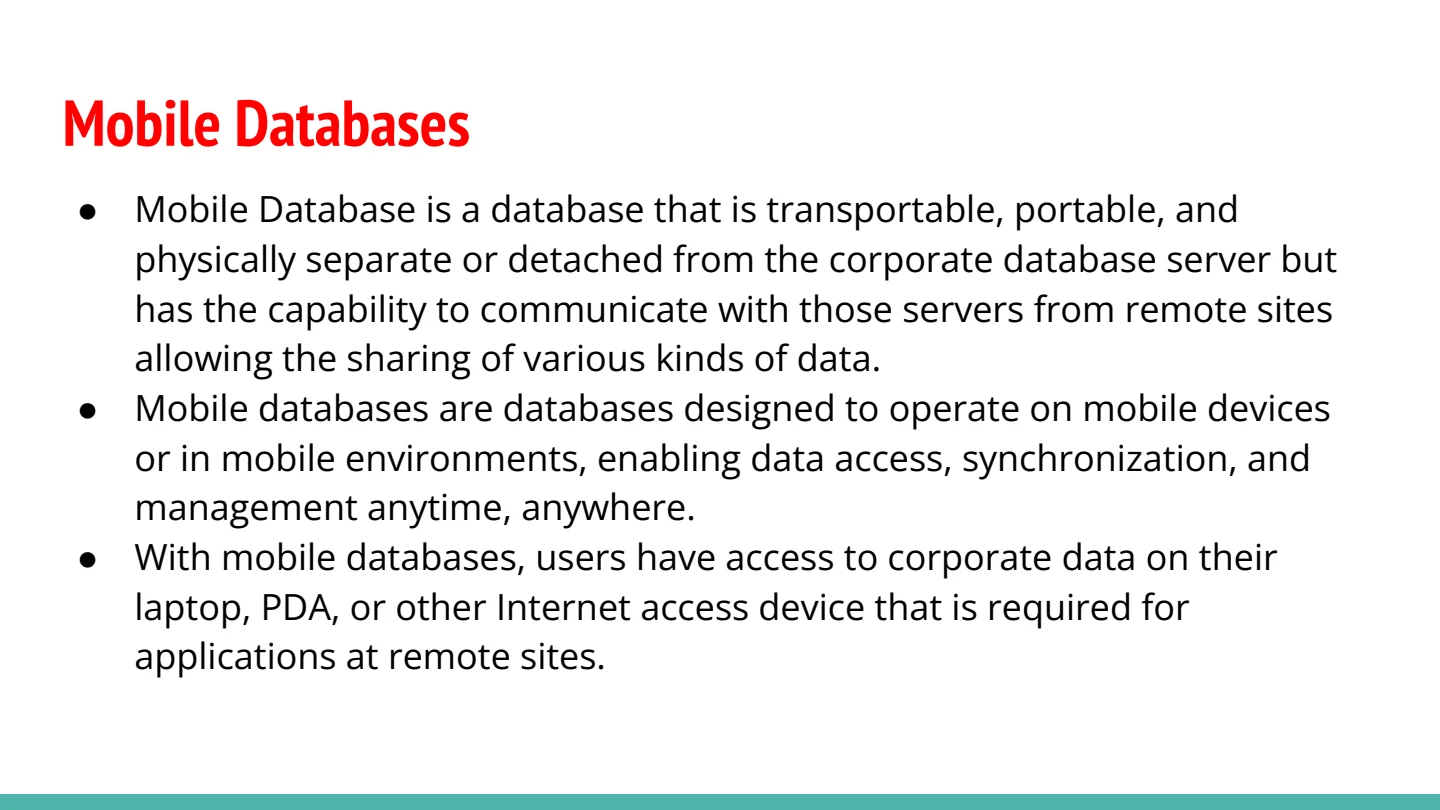 Mobile Databases
● Mobile Database is a database that is transportable, portable, and
physically separate or detached from the corporate database server but
has the capability to communicate with those servers from remote sites
allowing the sharing of various kinds of data.
● Mobile databases are databases designed to operate on mobile devices
or in mobile environments, enabling data access, synchronization, and
management anytime, anywhere.
● With mobile databases, users have access to corporate data on their
laptop, PDA, or other Internet access device that is required for
applications at remote sites.